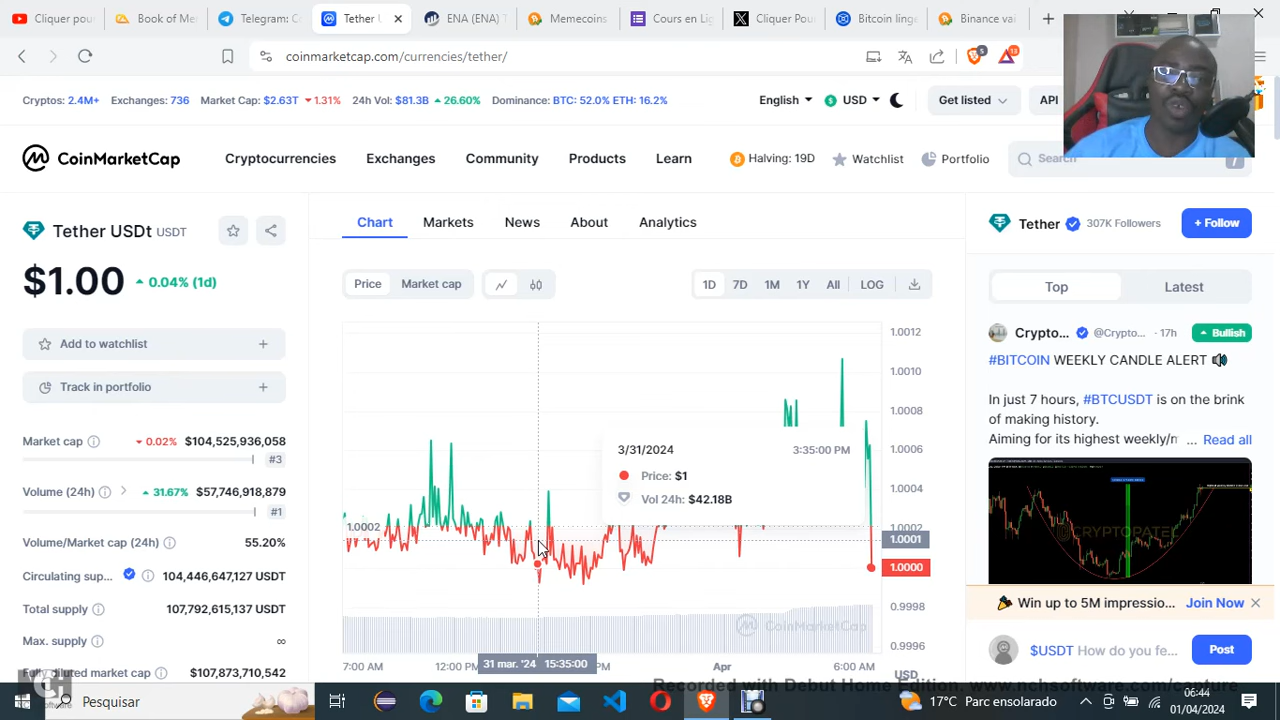 Cliquer pour
Book of Me
Telegram: C
Tether U
ENA (ENA) T
Memecoins
Cours en Lig
Cliquer Pou
Bitcoin linge
Binance va
coinmarketcap.com/currencies/tether/
5
13
Cryptos: 2.4M+ Exchanges: 736 Market Cap: $2.63T 1.31% 24h Vol: $81.3B 26.60% Dominance: BTC: 52.0% ETH: 16.2%
English USD Get listed API
CoinMarketCap Cryptocurrencies Exchanges Community Products Learn Halving: 19D Watchlist Portfolio Search /
Tether USDt USDT
$1.00 0.04% (1d)
Add to watchlist +
Track in portfolio +
Market cap 0.02% $104,525,936,058
#3
Volume (24h) 31.67% $57,746,918,879
#1
Volume/Market cap (24h) 55.20%
Circulating sup... 104,446,647,127 USDT
Total supply 107,792,615,137 USDT
Max. supply ∞
Fully diluted market cap $107,873,710,542
Chart Markets News About Analytics
Price Market cap
1D 7D 1M 1Y All LOG
1.0012
1.0010
1.0008
1.0006
1.0004
1.0002
1.0001
1.0000
0.9998
0.9996
1.0002
3/31/2024 3:35:00 PM
Price: $1
Vol 24h: $42.18B
CoinMarketCap
7:00 AM 12:00 PM 31 mar. '24 15:35:00 PM Apr 6:00 AM USD
Tether 307K Followers + Follow
Top Latest
Crypto... @Crypto... · 17h Bullish
#BITCOIN WEEKLY CANDLE ALERT
In just 7 hours, #BTCUSDT is on the brink
of making history.
Aiming for its highest weekly/m ... Read all
CRYPTOPATEL
Win up to 5M impressio... Join Now
$USDT How do you fe... Post
Recorded with Debut Home Edition. www.nchsoftware.com/capture
Pesquisar
17°C Parc ensolarado
06:44
01/04/2024